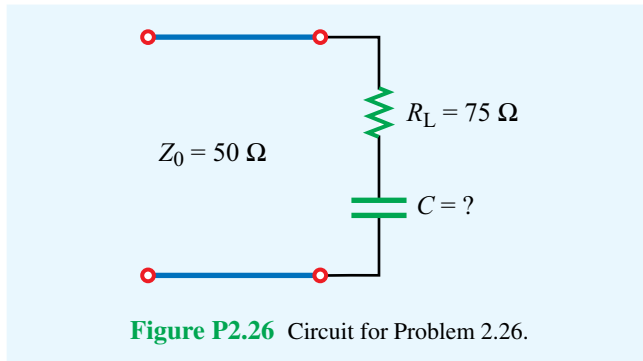 R_L = 75 Ω
Z_0 = 50 Ω
C = ?
Figure P2.26 Circuit for Problem 2.26.